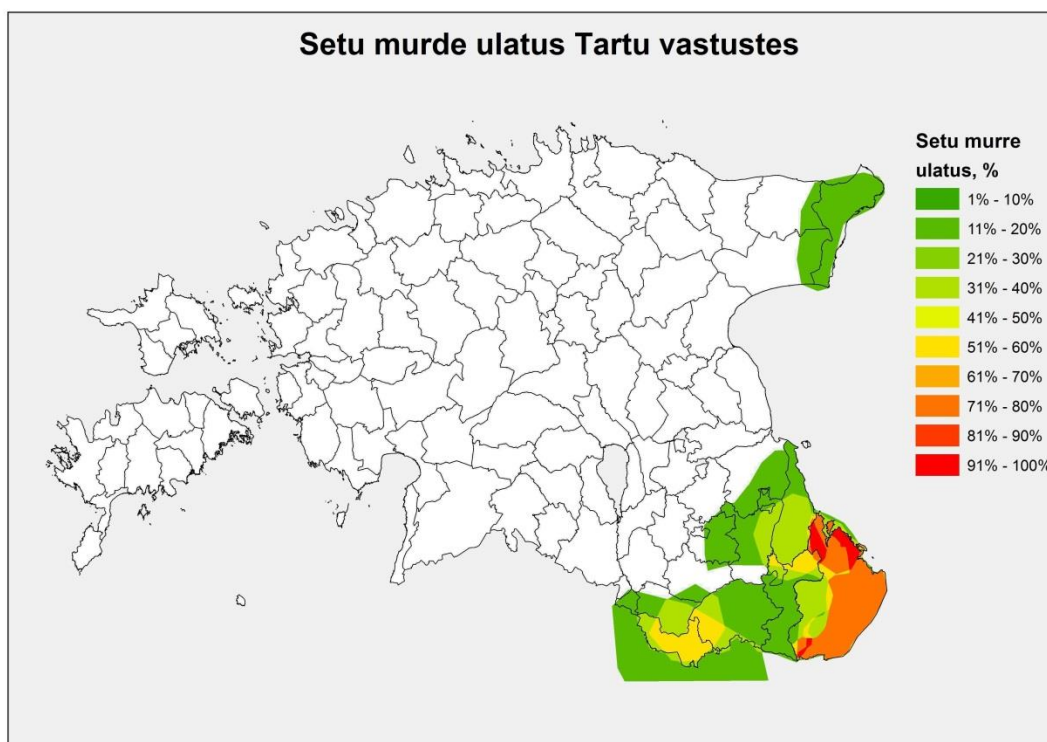 Setu murde ulatus Tartu vastustes
Setu murre
ulatus, %
1% - 10%
11% - 20%
21% - 30%
31% - 40%
41% - 50%
51% - 60%
61% - 70%
71% - 80%
81% - 90%
91% - 100%